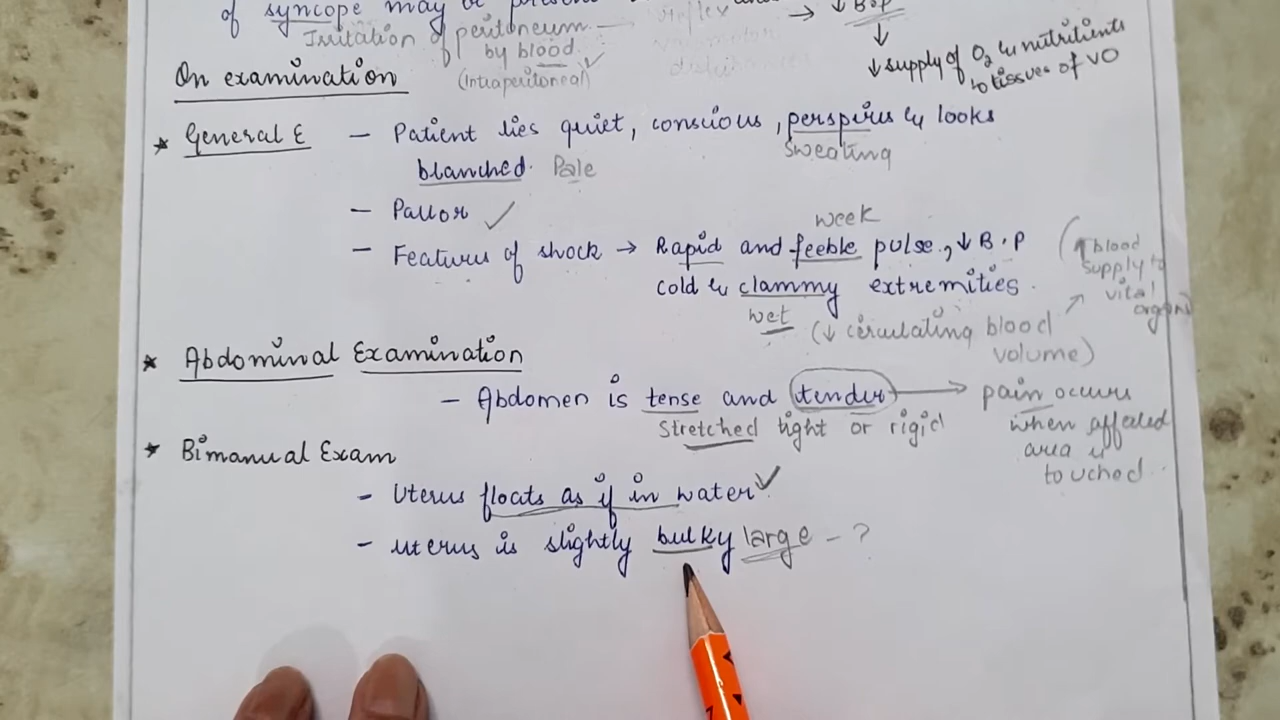 of syncope may be present
Irritation of peritoneum
by blood
(Intraperitoneal)
→ ↓ B.P
↓ supply of O2 & nutritients
to tissues of VO
On examination
* General E – Patient lies quiet, conscious, perspires & looks
Sweating
blanched. Pale
– Pallor ✓
week
– Features of shock → Rapid and feeble pulse, ↓ B.P
cold & clammy extremities.
wet
(↓ circulating blood
volume)
(↑ blood
supply to
vital
organs
* Abdominal Examination
– Abdomen is tense and tender → pain occurs
Stretched tight or rigid
when affected
area is
touched..
* Bimanual Exam
– Uterus floats as if in water ✓
– uterus is slightly bulky large – ?